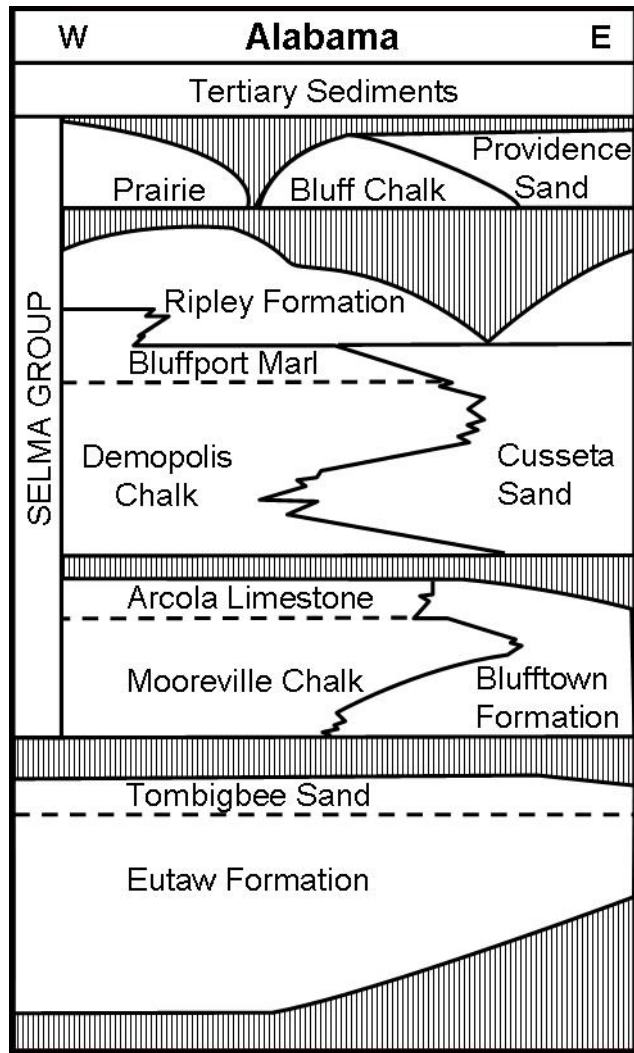 W Alabama E
Tertiary Sediments
SELMA GROUP
Prairie
Bluff Chalk
Providence
Sand
Ripley Formation
Bluffport Marl
Demopolis
Chalk
Cusseta
Sand
Arcola Limestone
Mooreville Chalk
Blufftown
Formation
Tombigbee Sand
Eutaw Formation